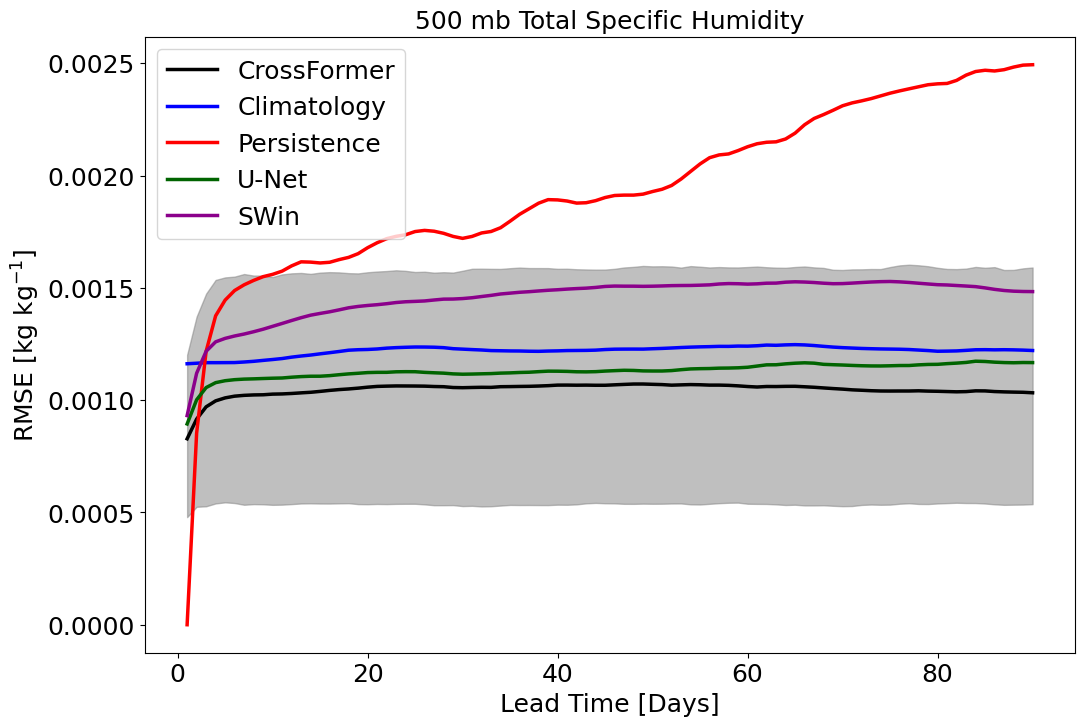 500 mb Total Specific Humidity
0.0025
0.0020
0.0015
0.0010
0.0005
0.0000
RMSE [kg kg⁻¹]
CrossFormer
Climatology
Persistence
U-Net
SWin
0 20 40 60 80
Lead Time [Days]